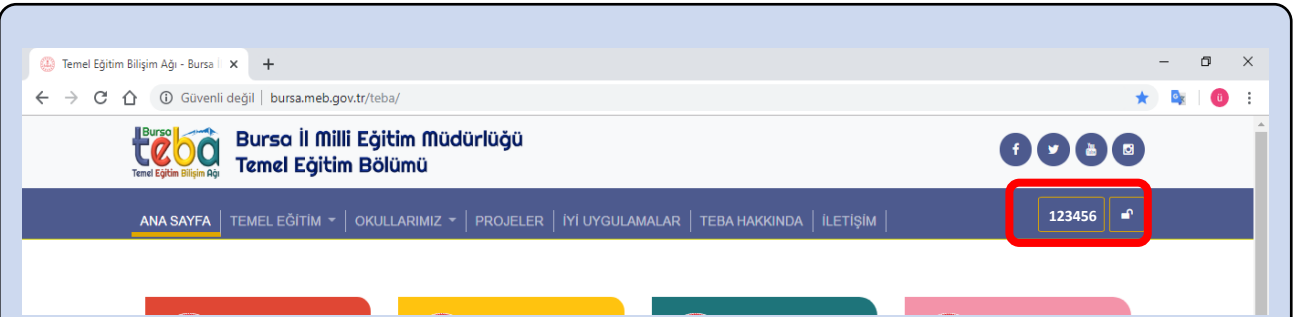 Temel Eğitim Bilişim Ağı - Bursa İ
Güvenli değil | bursa.meb.gov.tr/teba/
ü
Bursa
teba
Temel Eğitim Bilişim Ağı
Bursa İl Milli Eğitim Müdürlüğü
Temel Eğitim Bölümü
ANA SAYFA | TEMEL EĞİTİM | OKULLARIMIZ | PROJELER | İYİ UYGULAMALAR | TEBA HAKKINDA | İLETİŞİM |
123456